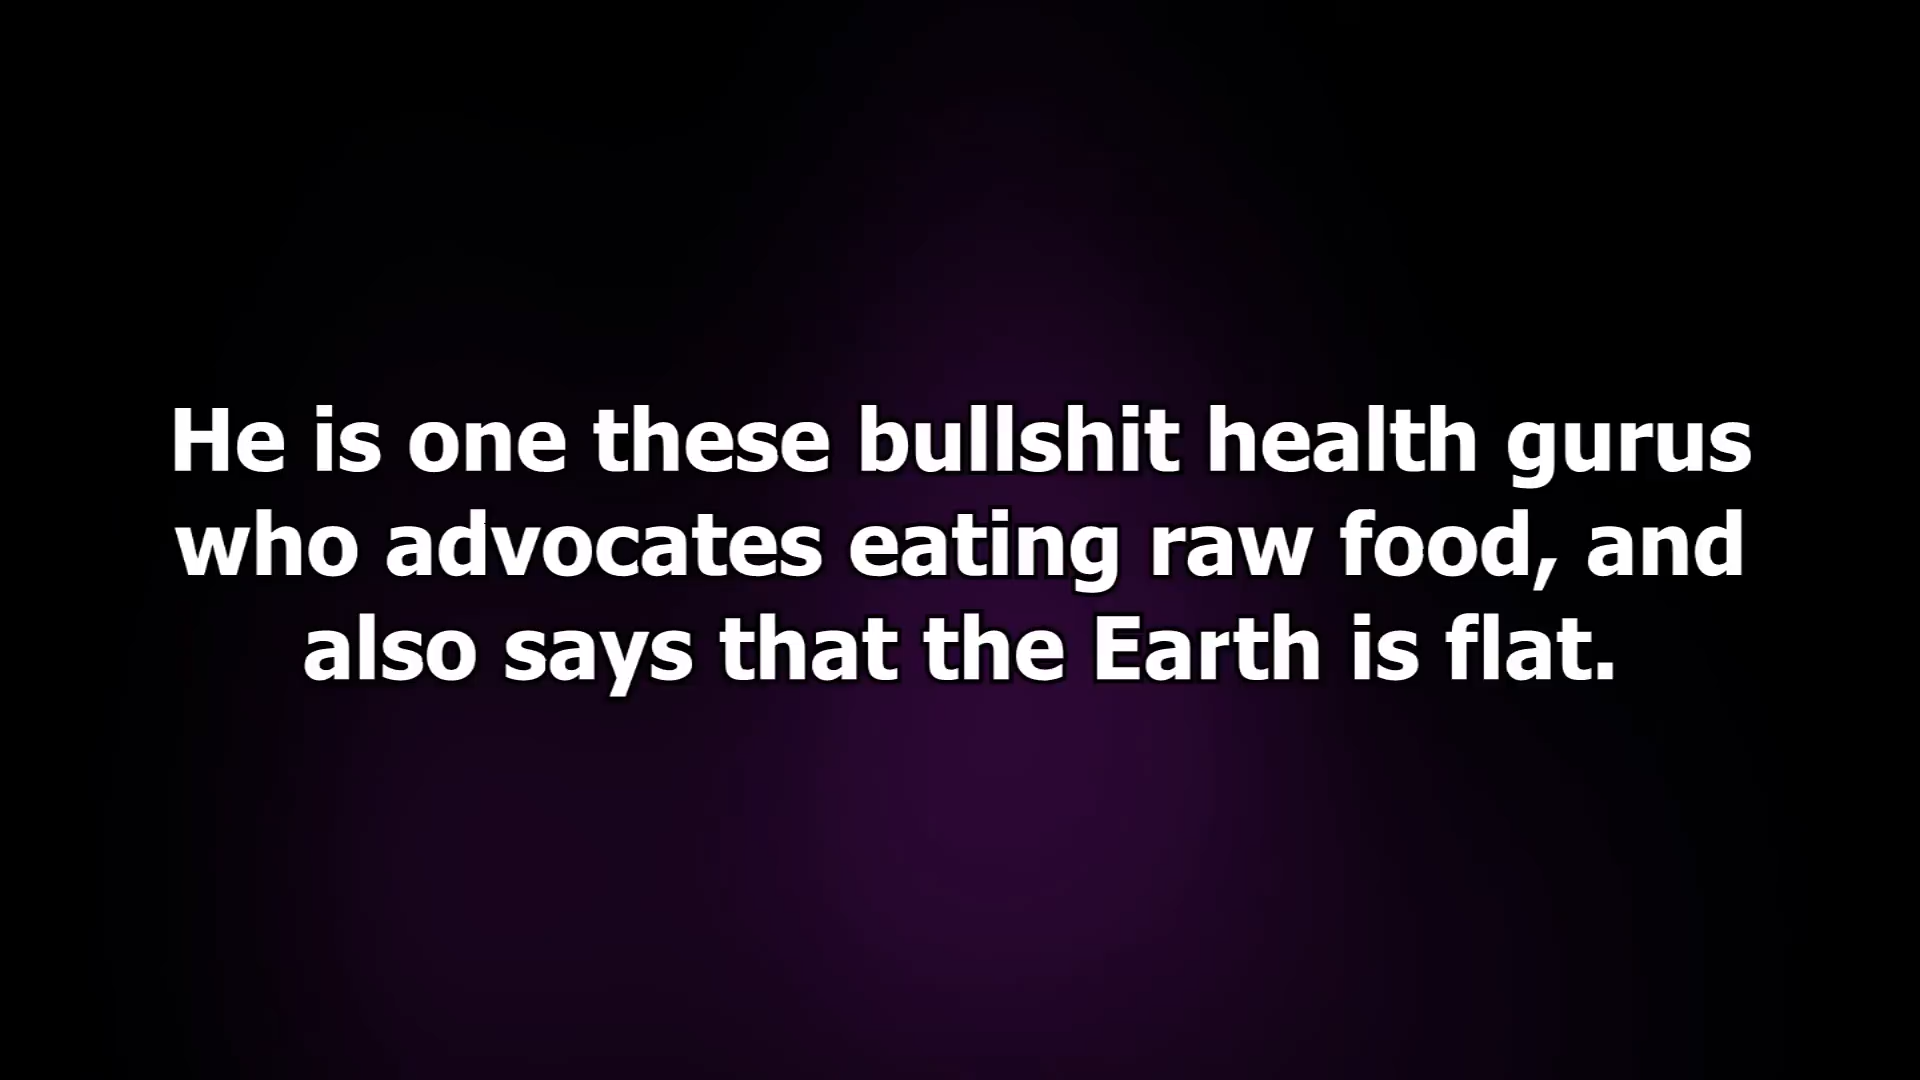 He is one these bullshit health gurus
who advocates eating raw food, and
also says that the Earth is flat.